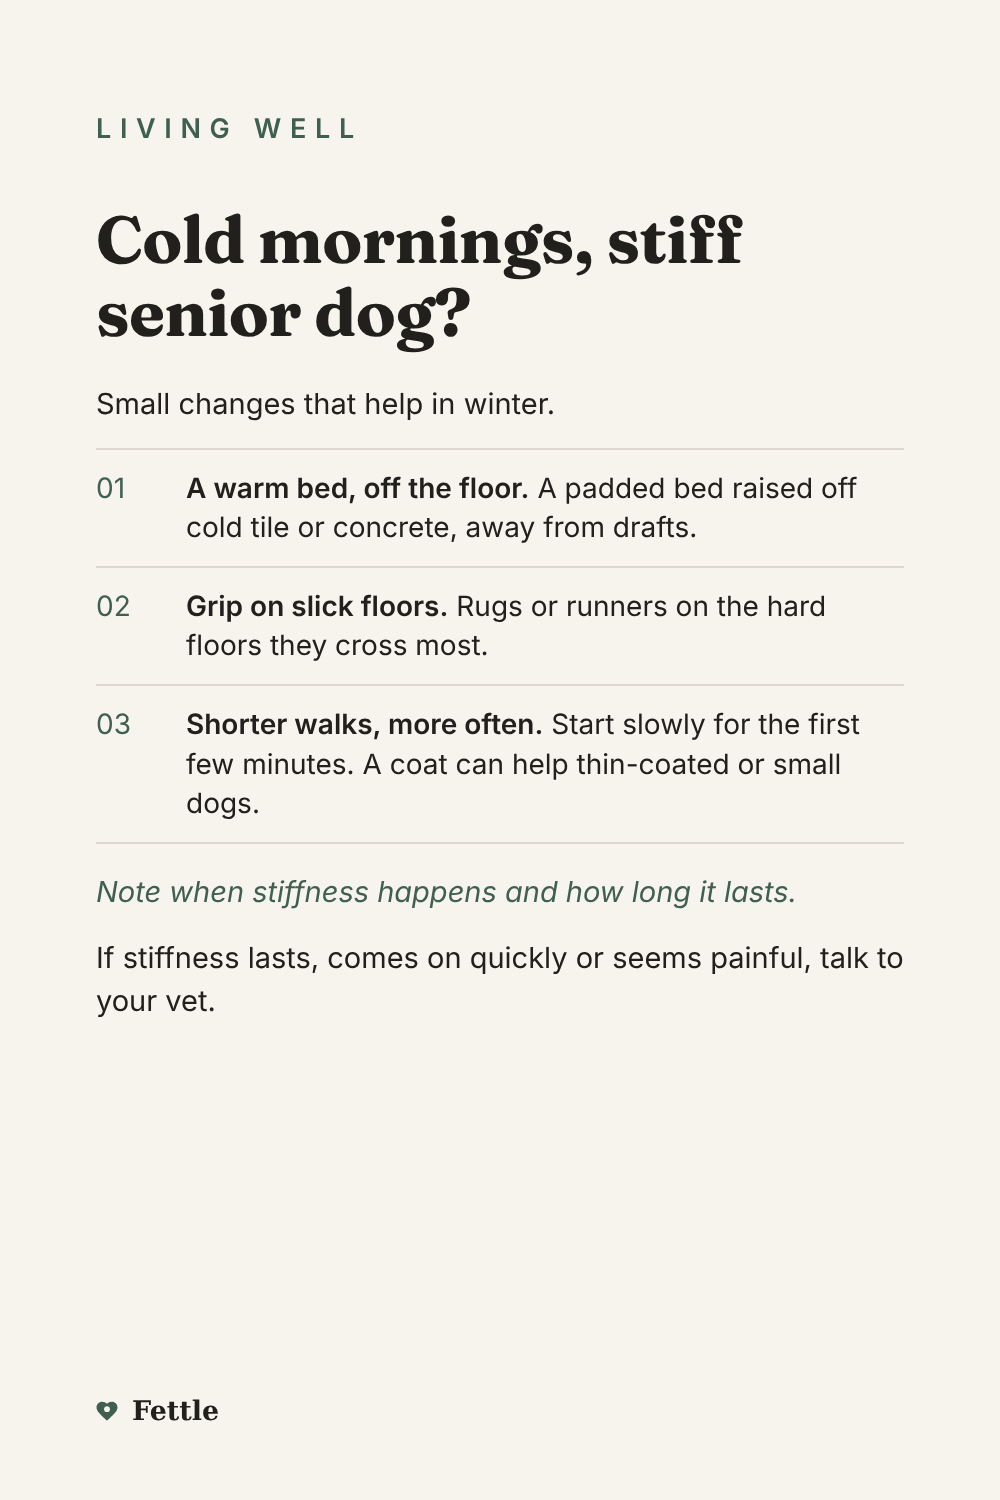 LIVING WELL
Cold mornings, stiff
senior dog?
Small changes that help in winter.
01 A warm bed, off the floor. A padded bed raised off
cold tile or concrete, away from drafts.
02 Grip on slick floors. Rugs or runners on the hard
floors they cross most.
03 Shorter walks, more often. Start slowly for the first
few minutes. A coat can help thin-coated or small
dogs.
Note when stiffness happens and how long it lasts.
If stiffness lasts, comes on quickly or seems painful, talk to
your vet.
Fettle